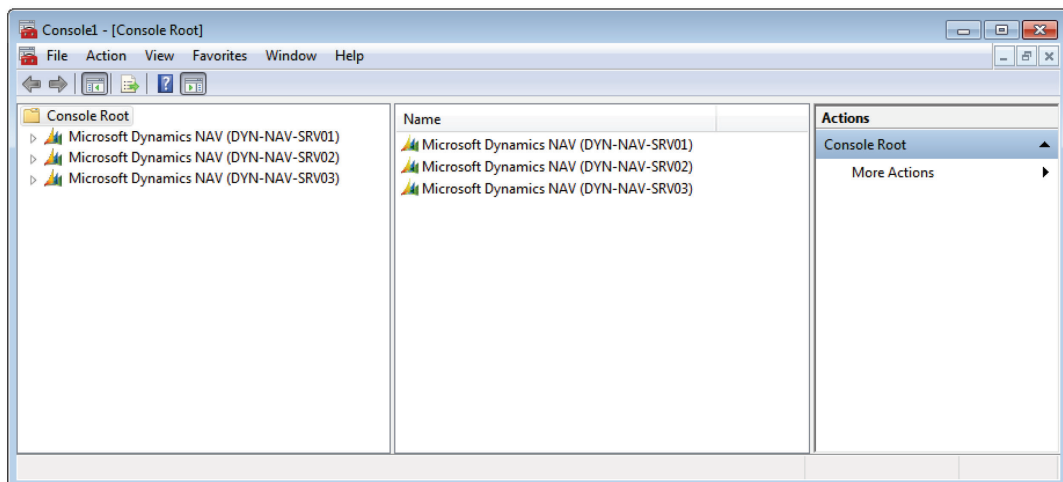 Console1 - [Console Root]
File Action View Favorites Window Help
Console Root
Microsoft Dynamics NAV (DYN-NAV-SRV01)
Microsoft Dynamics NAV (DYN-NAV-SRV02)
Microsoft Dynamics NAV (DYN-NAV-SRV03)
Name
Microsoft Dynamics NAV (DYN-NAV-SRV01)
Microsoft Dynamics NAV (DYN-NAV-SRV02)
Microsoft Dynamics NAV (DYN-NAV-SRV03)
Actions
Console Root
More Actions